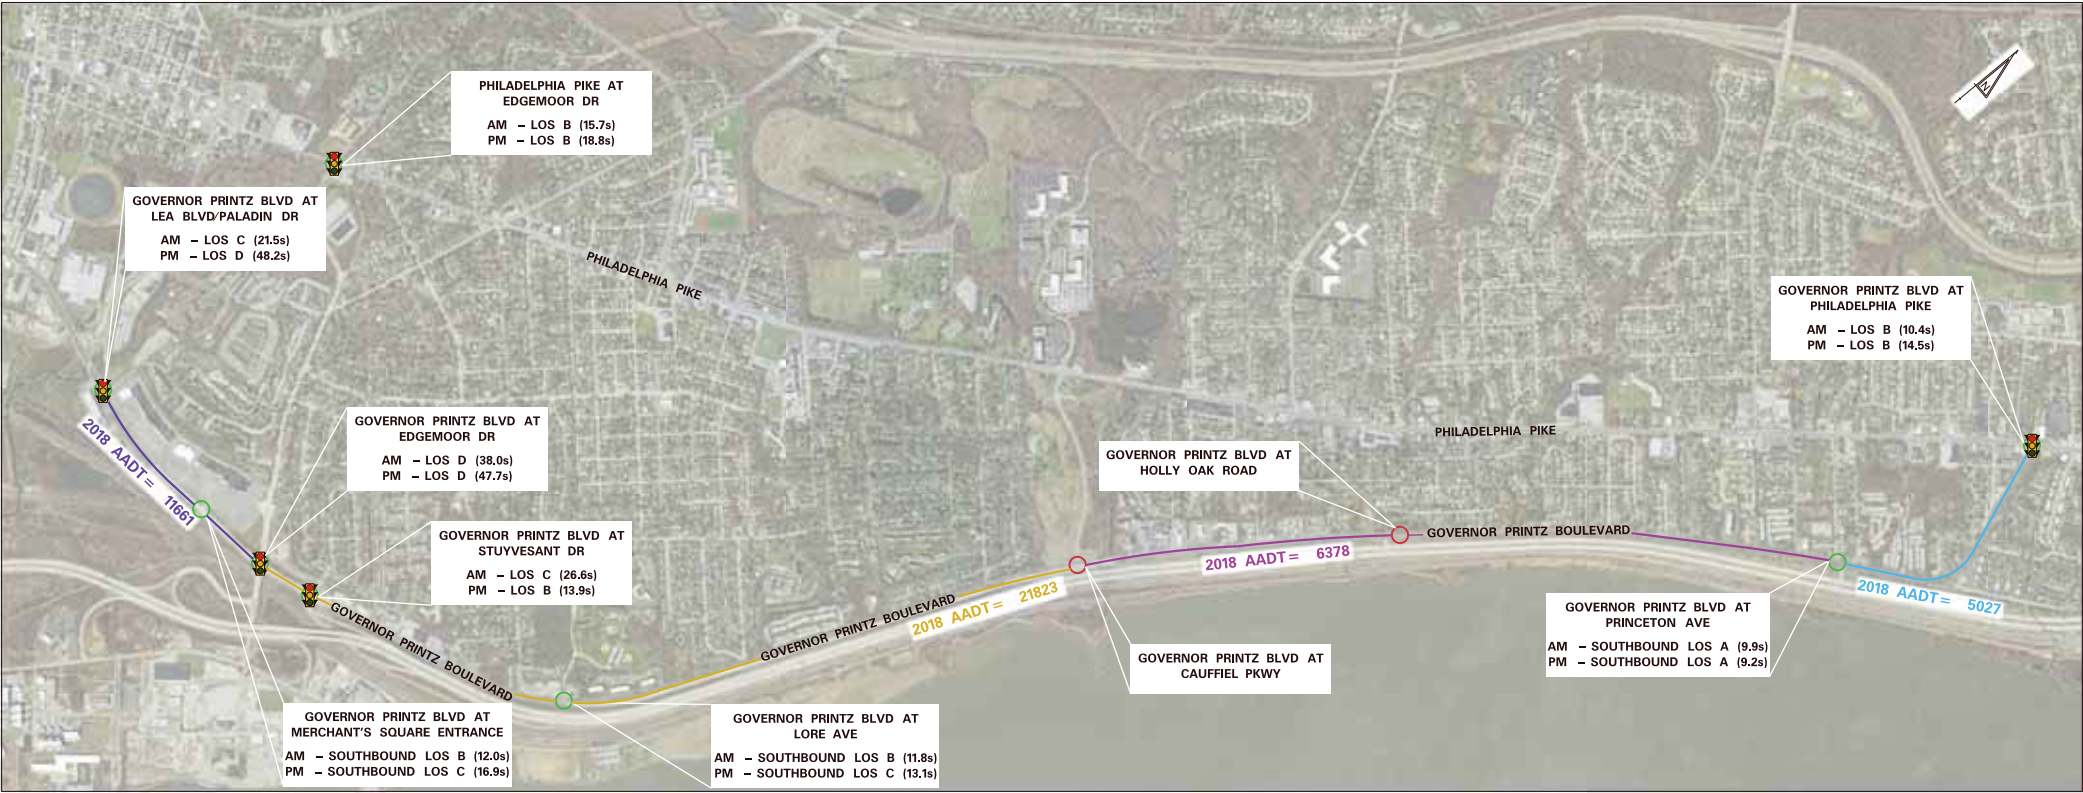 PHILADELPHIA PIKE AT
EDGEMOOR DR
AM – LOS B (15.7s)
PM – LOS B (18.8s)
GOVERNOR PRINTZ BLVD AT
LEA BLVD/PALADIN DR
AM – LOS C (21.5s)
PM – LOS D (48.2s)
PHILADELPHIA PIKE
N
GOVERNOR PRINTZ BLVD AT
PHILADELPHIA PIKE
AM – LOS B (10.4s)
PM – LOS B (14.5s)
2018 AADT = 11661
GOVERNOR PRINTZ BLVD AT
EDGEMOOR DR
AM – LOS D (38.0s)
PM – LOS D (47.7s)
GOVERNOR PRINTZ BLVD AT
HOLLY OAK ROAD
PHILADELPHIA PIKE
GOVERNOR PRINTZ BLVD AT
STUYVESANT DR
AM – LOS C (26.6s)
PM – LOS B (13.9s)
GOVERNOR PRINTZ BOULEVARD
2018 AADT = 6378
GOVERNOR PRINTZ BOULEVARD
GOVERNOR PRINTZ BOULEVARD
2018 AADT = 21823
2018 AADT = 5027
GOVERNOR PRINTZ BLVD AT
PRINCETON AVE
AM – SOUTHBOUND LOS A (9.9s)
PM – SOUTHBOUND LOS A (9.2s)
GOVERNOR PRINTZ BLVD AT
CAUFFIEL PKWY
GOVERNOR PRINTZ BLVD AT
MERCHANT'S SQUARE ENTRANCE
AM – SOUTHBOUND LOS B (12.0s)
PM – SOUTHBOUND LOS C (16.9s)
GOVERNOR PRINTZ BLVD AT
LORE AVE
AM – SOUTHBOUND LOS B (11.8s)
PM – SOUTHBOUND LOS C (13.1s)